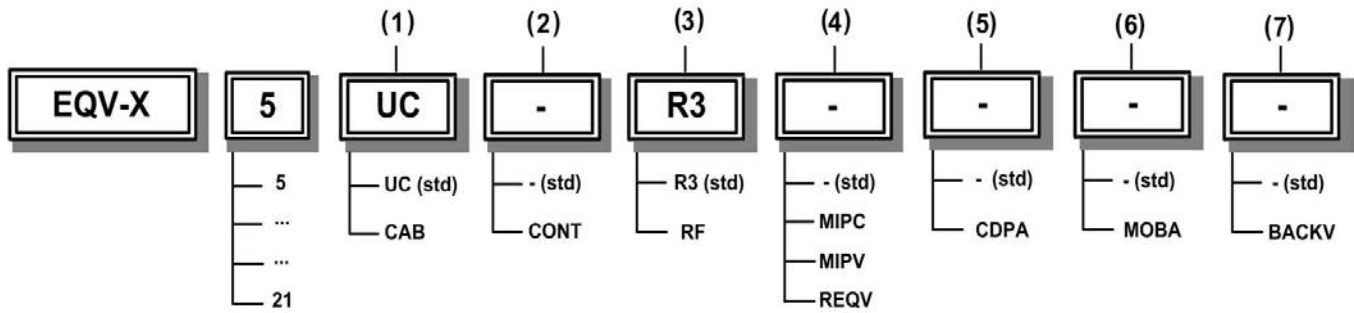 (1) (2) (3) (4) (5) (6) (7)
EQV-X 5 UC - R3 - - - -
5 UC (std) - (std) R3 (std) - (std) - (std) - (std) - (std)
... CAB CONT RF MIPC CDPA MOBA BACKV
... MIPV
21 REQV